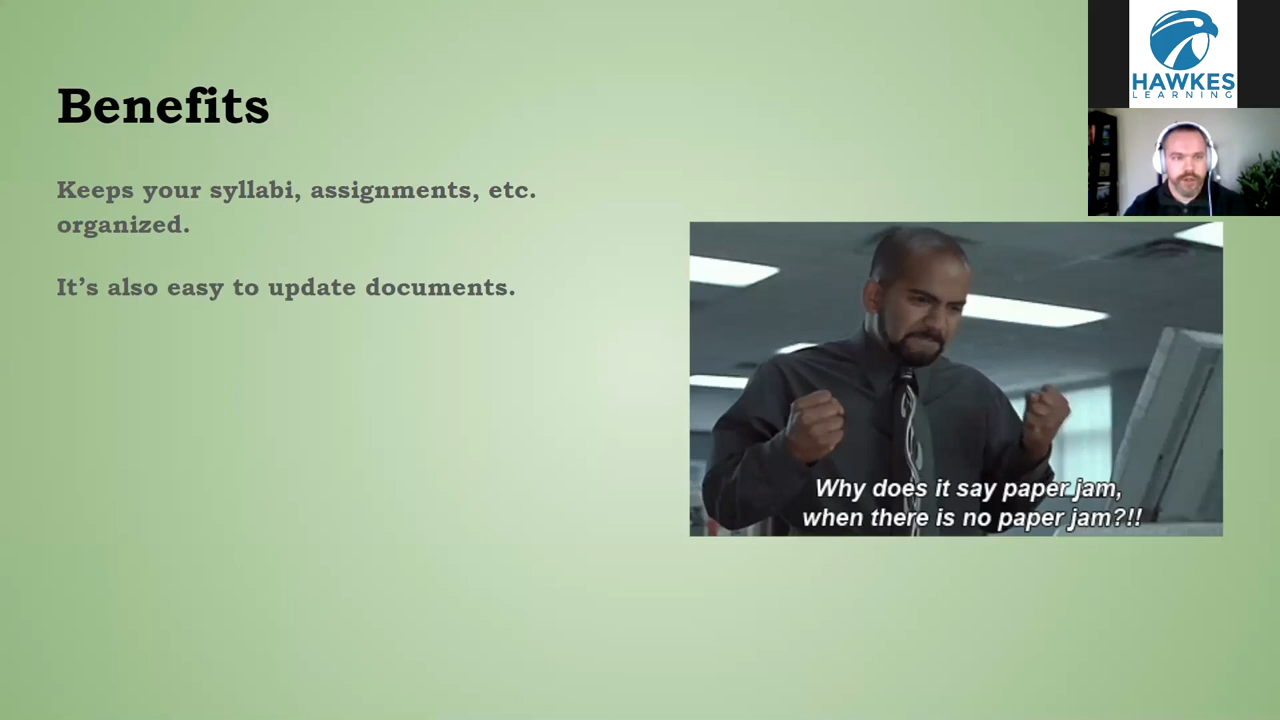 Benefits
Keeps your syllabi, assignments, etc.
organized.
It’s also easy to update documents.
HAWKES
LEARNING
Why does it say paper jam,
when there is no paper jam?!!